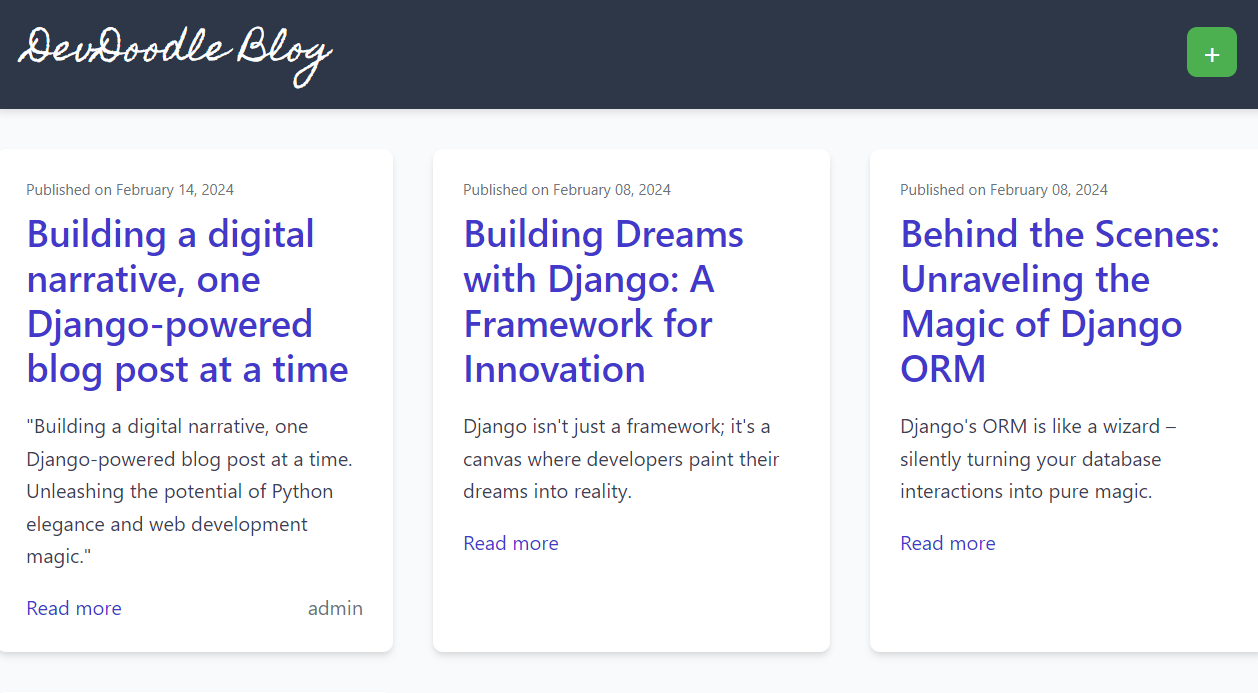 DevDoodle Blog
+
Published on February 14, 2024
Building a digital
narrative, one
Django-powered
blog post at a time
"Building a digital narrative, one
Django-powered blog post at a time.
Unleashing the potential of Python
elegance and web development
magic."
Read more
admin
Published on February 08, 2024
Building Dreams
with Django: A
Framework for
Innovation
Django isn't just a framework; it's a
canvas where developers paint their
dreams into reality.
Read more
Published on February 08, 2024
Behind the Scenes:
Unraveling the
Magic of Django
ORM
Django's ORM is like a wizard –
silently turning your database
interactions into pure magic.
Read more